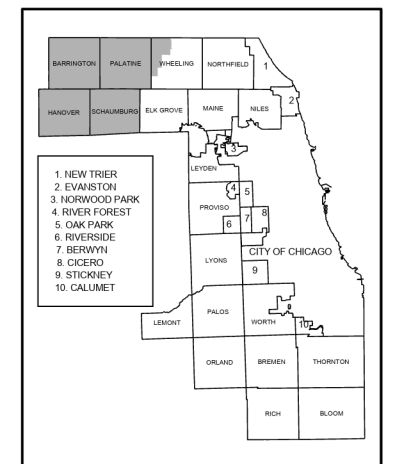 BARRINGTON PALATINE WHEELING NORTHFIELD 1
HANOVER SCHAUMBURG ELK GROVE MAINE NILES 2
3
LEYDEN
1. NEW TRIER
2. EVANSTON
3. NORWOOD PARK
4. RIVER FOREST
5. OAK PARK
6. RIVERSIDE
7. BERWYN
8. CICERO
9. STICKNEY
10. CALUMET
4 5
PROVISO
6 7 8
LYONS CITY OF CHICAGO
9
LEMONT PALOS WORTH 10
ORLAND BREMEN THORNTON
RICH BLOOM